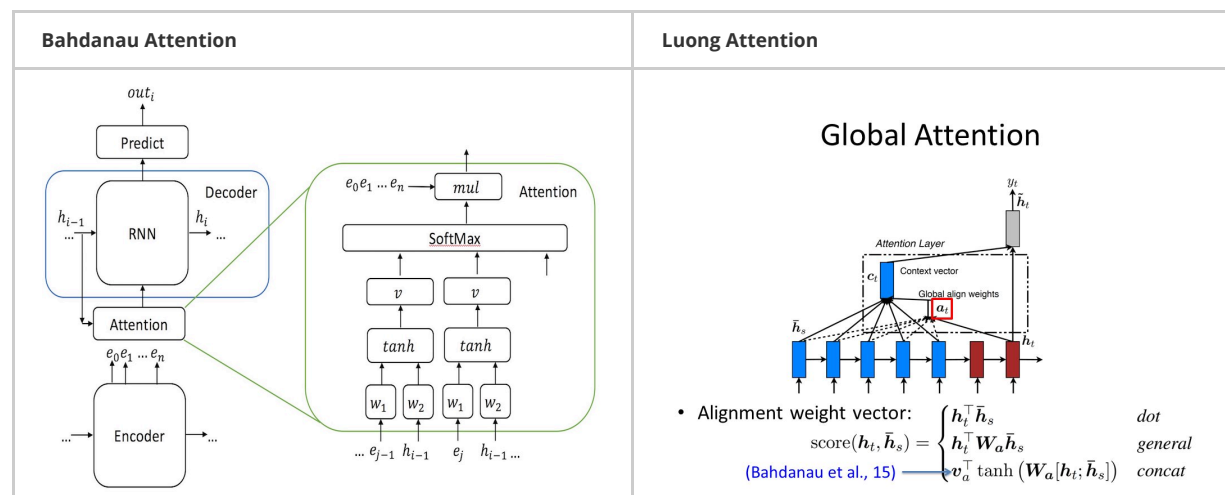 Bahdanau Attention
out_i
Predict
Decoder
h_{i-1}
...
RNN
h_i
...
Attention
e_0 e_1 ... e_n
...
Encoder
...
e_0 e_1 ... e_n
mul
Attention
SoftMax
v
v
tanh
tanh
w_1
w_2
w_1
w_2
... e_{j-1} h_{i-1} e_j h_{i-1} ...
Luong Attention
Global Attention
y_t
h̃_t
Attention Layer
c_t
Context vector
Global align weights
a_t
h̄_s
h_t
• Alignment weight vector:
score(h_t, h̄_s) =
h_t^⊤ h̄_s dot
h_t^⊤ W_a h̄_s general
(Bahdanau et al., 15)
v_a^⊤ tanh (W_a[h_t; h̄_s]) concat